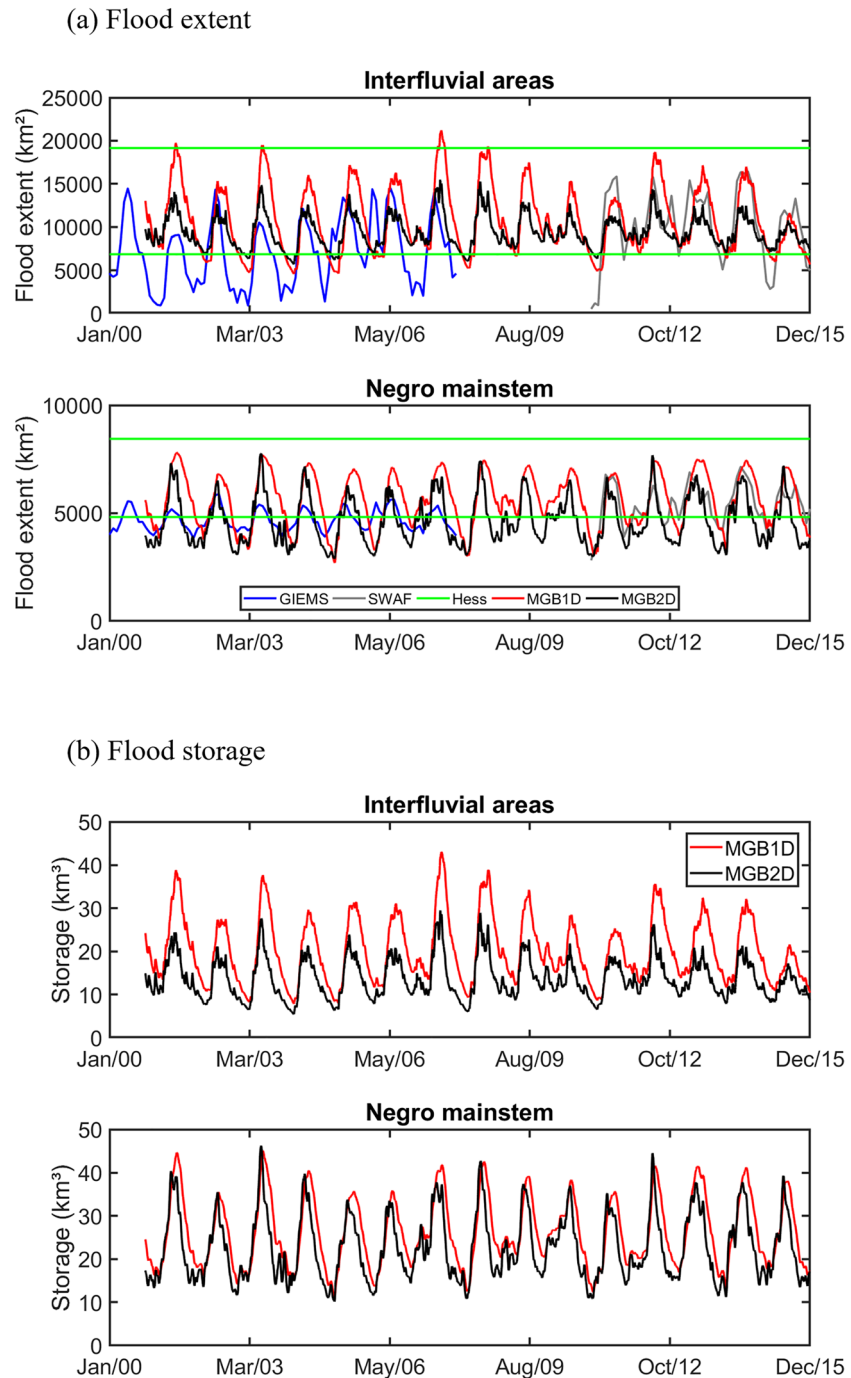 (a) Flood extent
Interfluvial areas
Flood extent (km²)
25000
20000
15000
10000
5000
0
Jan/00 Mar/03 May/06 Aug/09 Oct/12 Dec/15
Negro mainstem
Flood extent (km²)
10000
5000
0
GIEMS SWAF Hess MGB1D MGB2D
Jan/00 Mar/03 May/06 Aug/09 Oct/12 Dec/15
(b) Flood storage
Interfluvial areas
Storage (km³)
50
40
30
20
10
0
MGB1D
MGB2D
Jan/00 Mar/03 May/06 Aug/09 Oct/12 Dec/15
Negro mainstem
Storage (km³)
50
40
30
20
10
0
Jan/00 Mar/03 May/06 Aug/09 Oct/12 Dec/15